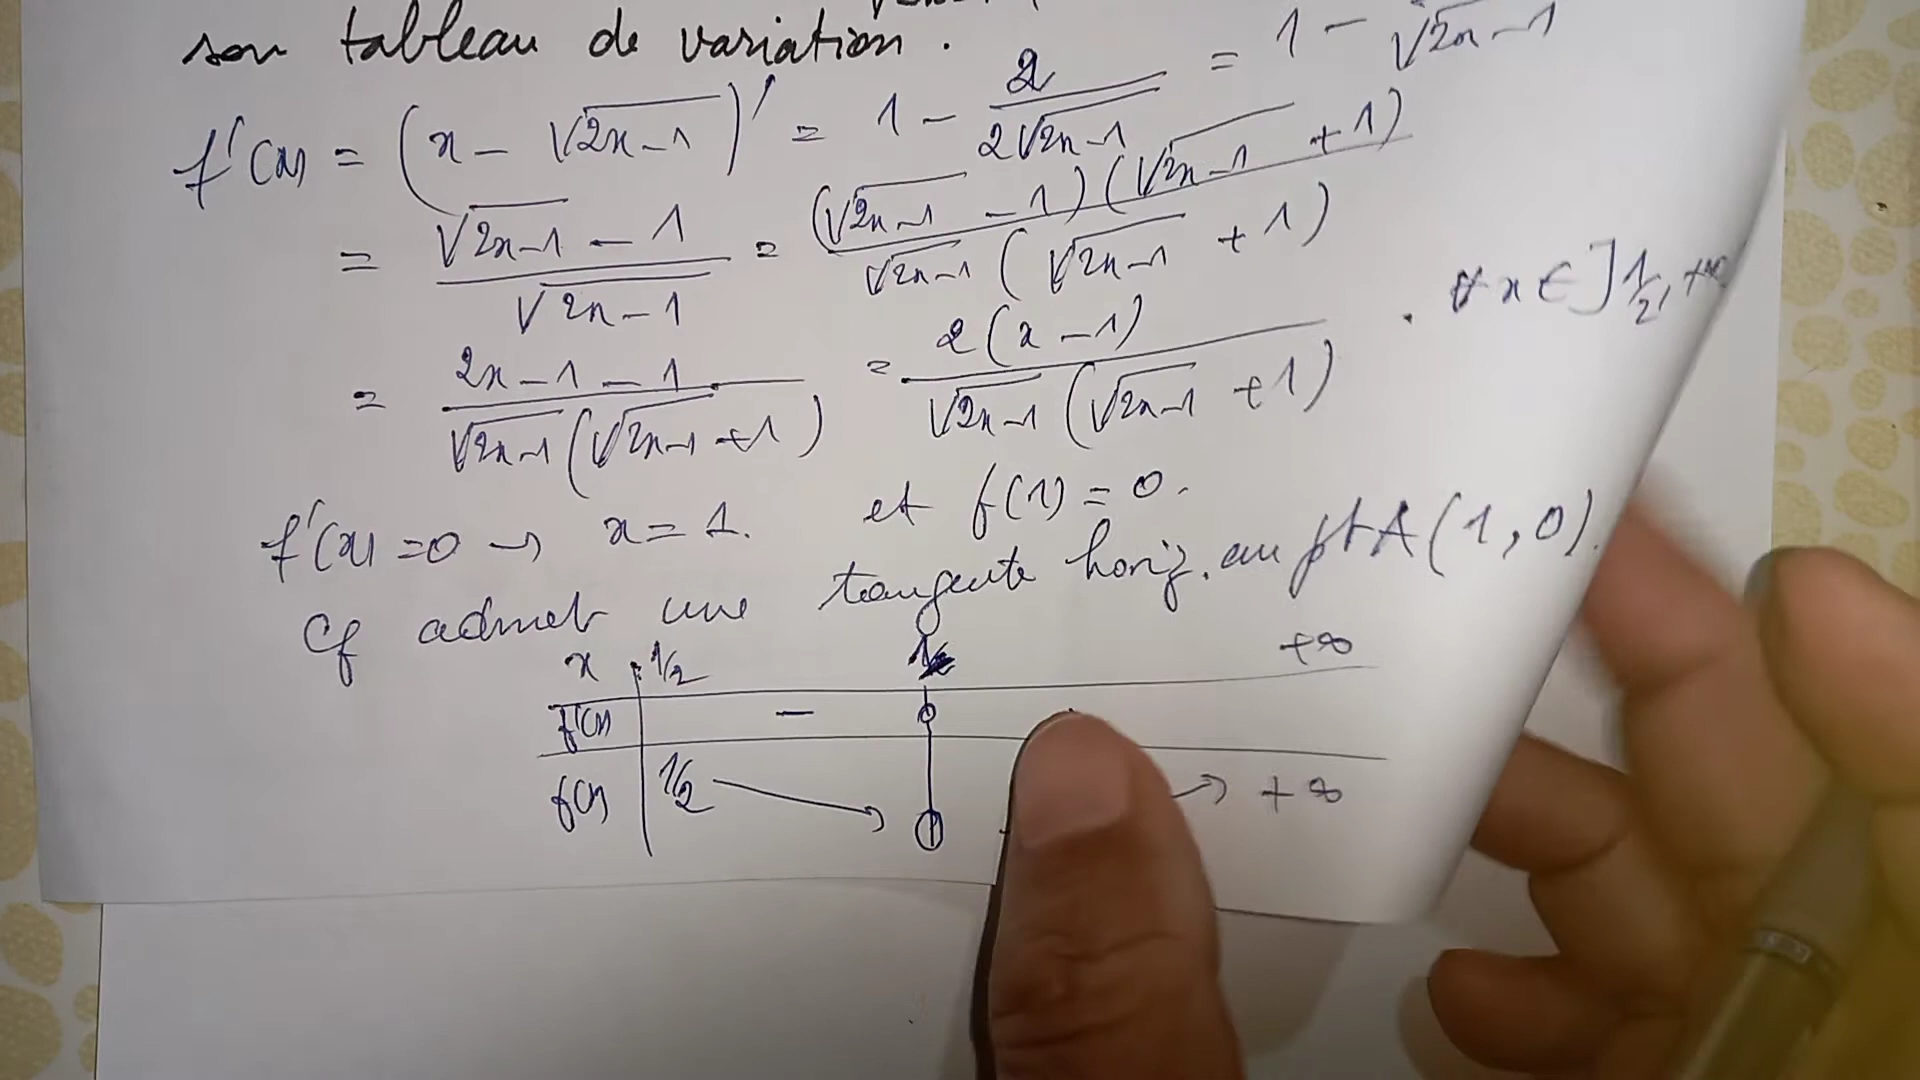 son tableau de variation.
f'(x) = (x - √2x-1)' = 1 - 2/2√2x-1 = 1 - √2x-1
= √2x-1 - 1/√2x-1 = (√2x-1 - 1)(√2x-1 + 1)/√2x-1 (√2x-1 + 1)
= 2x-1-1/√2x-1 (√2x-1 + 1) = 2(x-1)/√2x-1 (√2x-1 + 1) . ∀x ∈ ]1/2, +∞
f'(x) = 0 → x = 1. et f(1) = 0.
Cf admet une tangente horiz. au pt A(1,0).
x 1/2 1 +∞
f'(x) - 0
f(x) 1/2 ↘ 0 → +∞